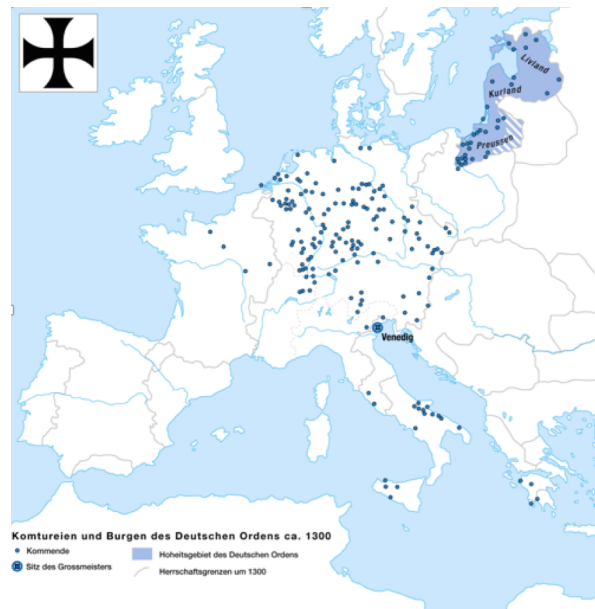 Livland
Kurland
Preussen
Venedig
Komtureien und Burgen des Deutschen Ordens ca. 1300
Kommende
Hoheitsgebiet des Deutschen Ordens
Sitz des Grossmeisters
Herrschaftsgrenzen um 1300